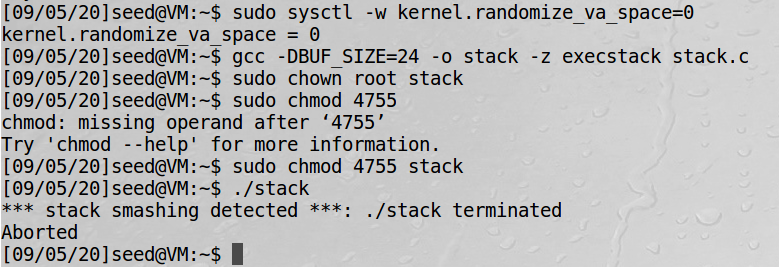 [09/05/20]seed@VM:~$ sudo sysctl -w kernel.randomize_va_space=0
kernel.randomize_va_space = 0
[09/05/20]seed@VM:~$ gcc -DBUF_SIZE=24 -o stack -z execstack stack.c
[09/05/20]seed@VM:~$ sudo chown root stack
[09/05/20]seed@VM:~$ sudo chmod 4755
chmod: missing operand after ‘4755’
Try 'chmod --help' for more information.
[09/05/20]seed@VM:~$ sudo chmod 4755 stack
[09/05/20]seed@VM:~$ ./stack
*** stack smashing detected ***: ./stack terminated
Aborted
[09/05/20]seed@VM:~$